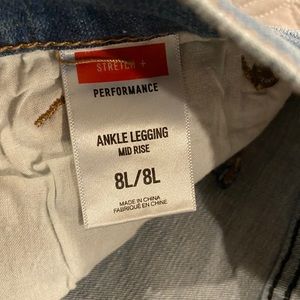 STRETCH +
PERFORMANCE
ANKLE LEGGING
MID RISE
8L/8L
MADE IN CHINA
FABRIQUÉ EN CHINE